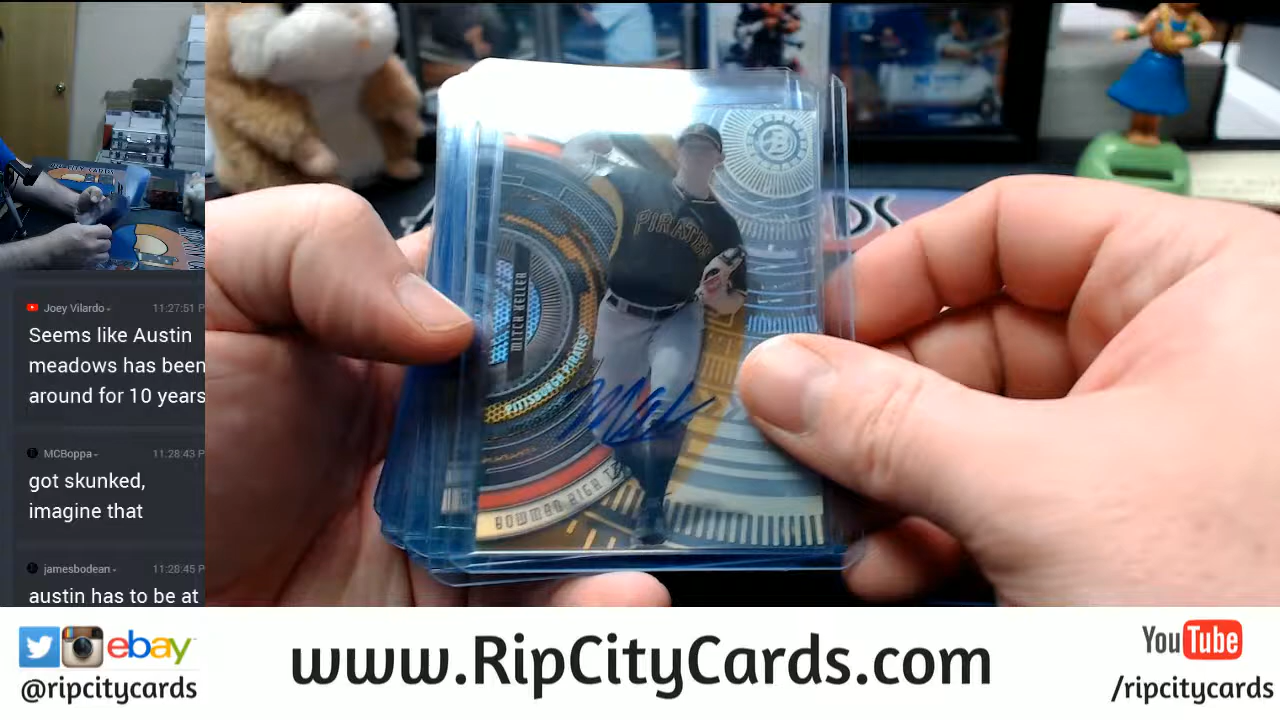 Joey Vilardo
11:27:51 P
Seems like Austin
meadows has been
around for 10 years
MCBoppa
11:28:43 P
got skunked,
imagine that
jamesbodean
11:28:45 P
austin has to be at
PIRATES
MITCH KELLER
PITTSBURGH PIRATES
BOWMAN HIGH
ebay
@ripcitycards
www.RipCityCards.com
YouTube
/ripcitycards